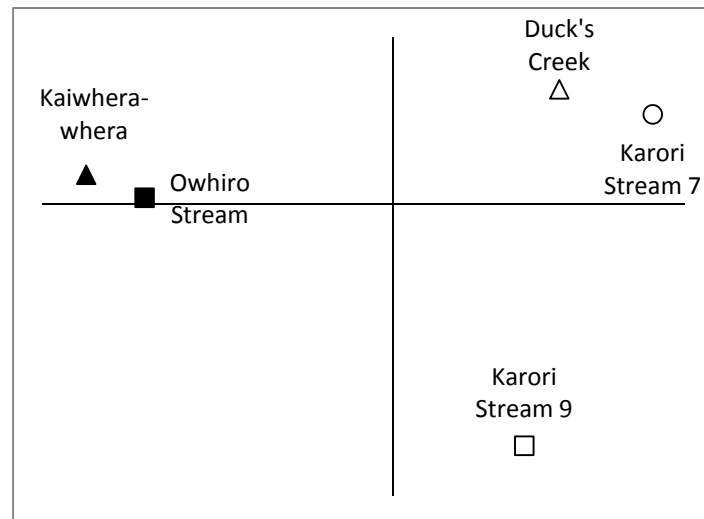 Duck's
Creek
Kaiwhera-
whera
Karori
Stream 7
Owhiro
Stream
Karori
Stream 9